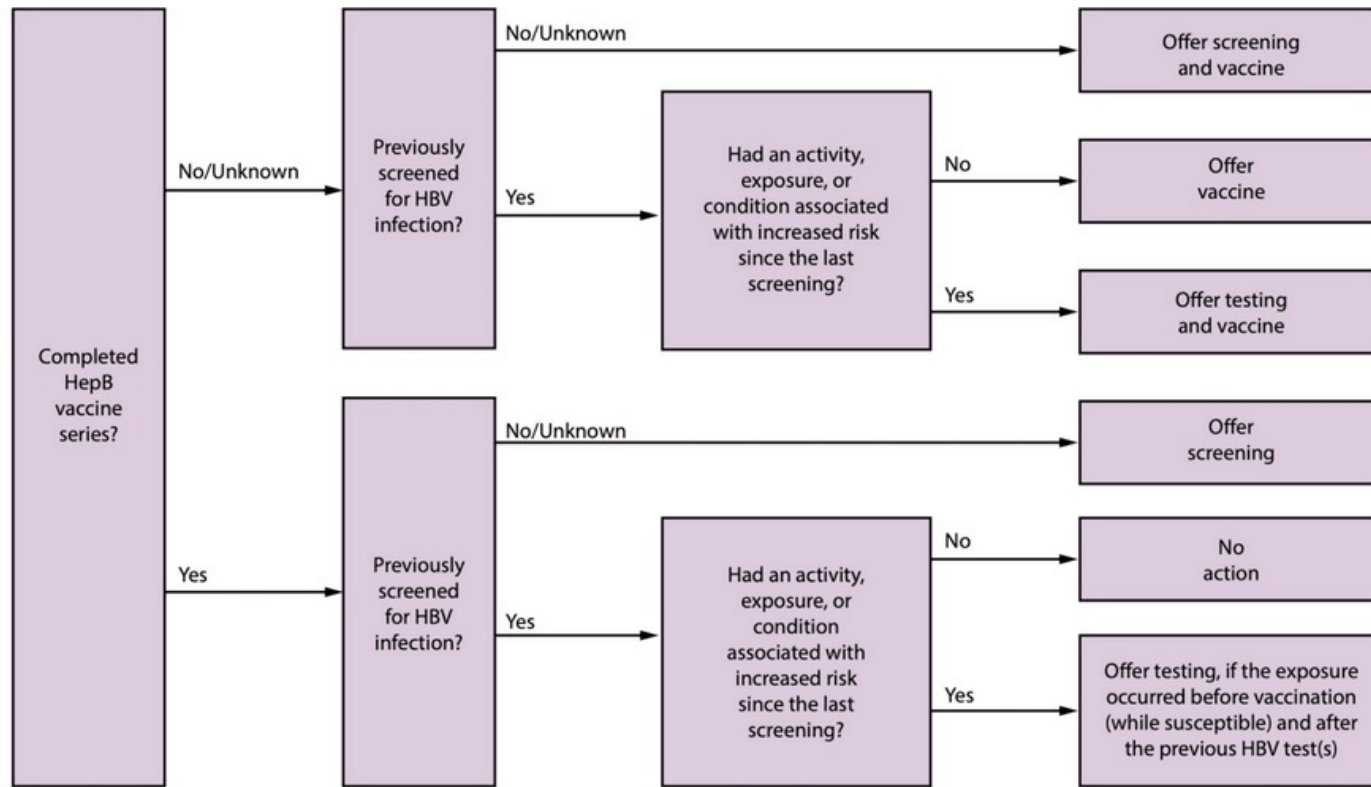 Completed
HepB
vaccine
series?
No/Unknown
Previously
screened
for HBV
infection?
No/Unknown
Offer screening
and vaccine
Yes
Had an activity,
exposure, or
condition associated
with increased risk
since the last
screening?
No
Offer
vaccine
Yes
Offer testing
and vaccine
Yes
Previously
screened
for HBV
infection?
No/Unknown
Offer
screening
Yes
Had an activity,
exposure, or
condition
associated with
increased risk
since the last
screening?
No
No
action
Yes
Offer testing, if the exposure
occurred before vaccination
(while susceptible) and after
the previous HBV test(s)